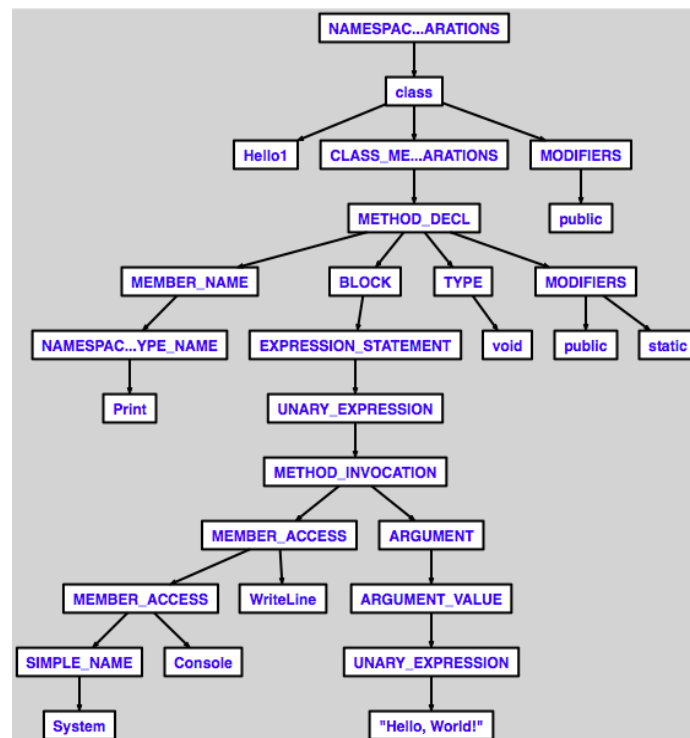 NAMESPAC...ARATIONS
class
Hello1
CLASS_ME...ARATIONS
MODIFIERS
METHOD_DECL
public
MEMBER_NAME
BLOCK
TYPE
MODIFIERS
NAMESPAC...YPE_NAME
EXPRESSION_STATEMENT
void
public
static
Print
UNARY_EXPRESSION
METHOD_INVOCATION
MEMBER_ACCESS
ARGUMENT
MEMBER_ACCESS
WriteLine
ARGUMENT_VALUE
SIMPLE_NAME
Console
UNARY_EXPRESSION
System
"Hello, World!"